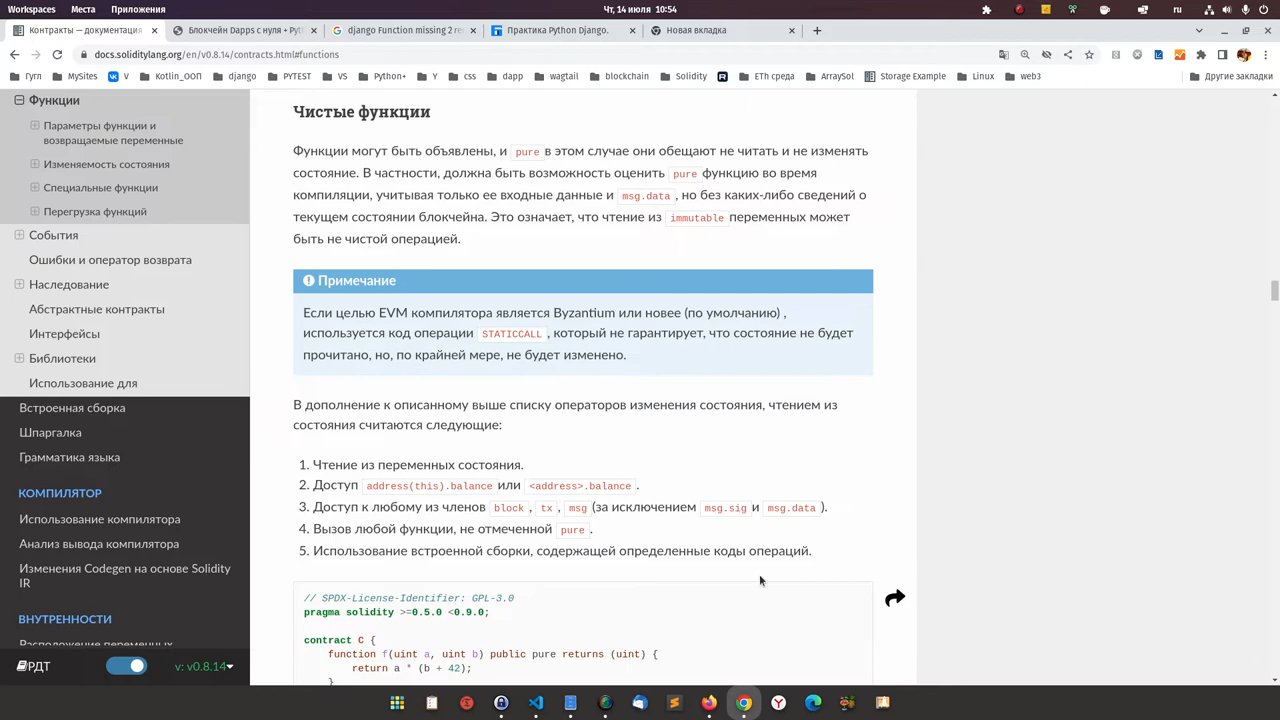 Workspaces Места Приложения Чт, 14 июля 10:54 ru
Контракты — документация × Блокчейн Dapps с нуля + Pyt × django Function missing 2 re × Практика Python Django. × Новая вкладка × +
docs.soliditylang.org/en/v0.8.14/contracts.html#functions
Гугл MySites V Kotlin_ООП django PYTEST VS Python+ Y css dapp wagtail blockchain Solidity ETh среда ArraySol Storage Example Linux web3 Другие закладки
Функции
Параметры функции и
возвращаемые переменные
Изменяемость состояния
Специальные функции
Перегрузка функций
События
Ошибки и оператор возврата
Наследование
Абстрактные контракты
Интерфейсы
Библиотеки
Использование для
Встроенная сборка
Шпаргалка
Грамматика языка
КОМПИЛЯТОР
Использование компилятора
Анализ вывода компилятора
Изменения Codegen на основе Solidity
IR
ВНУТРЕННОСТИ
Расположение переменных
РДТ v: v0.8.14
Чистые функции
Функции могут быть объявлены, и pure в этом случае они обещают не читать и не изменять
состояние. В частности, должна быть возможность оценить pure функцию во время
компиляции, учитывая только ее входные данные и msg.data , но без каких-либо сведений о
текущем состоянии блокчейна. Это означает, что чтение из immutable переменных может
быть не чистой операцией.
Примечание
Если целью EVM компилятора является Byzantium или новее (по умолчанию) ,
используется код операции STATICCALL , который не гарантирует, что состояние не будет
прочитано, но, по крайней мере, не будет изменено.
В дополнение к описанному выше списку операторов изменения состояния, чтением из
состояния считаются следующие:
1. Чтение из переменных состояния.
2. Доступ address(this).balance или <address>.balance .
3. Доступ к любому из членов block , tx , msg (за исключением msg.sig и msg.data ).
4. Вызов любой функции, не отмеченной pure .
5. Использование встроенной сборки, содержащей определенные коды операций.
// SPDX-License-Identifier: GPL-3.0
pragma solidity >=0.5.0 <0.9.0;
contract C {
function f(uint a, uint b) public pure returns (uint) {
return a * (b + 42);
}